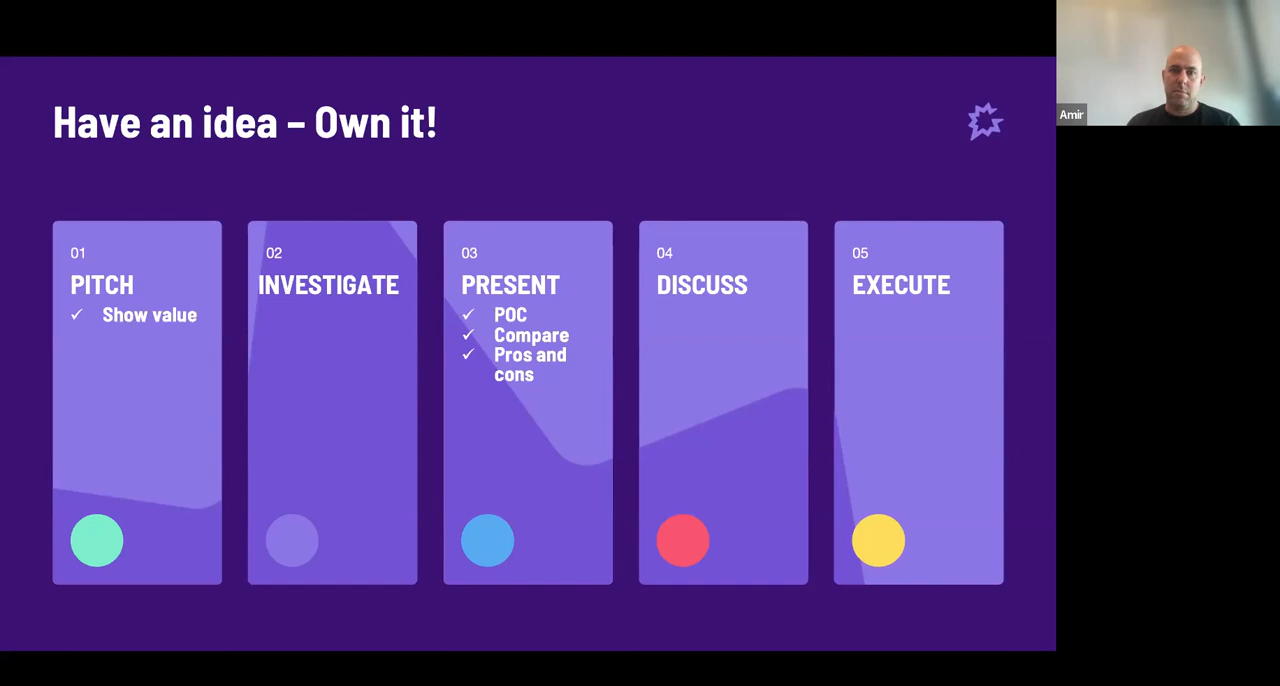 Have an idea – Own it!
Amir
01
PITCH
✓ Show value
02
INVESTIGATE
03
PRESENT
✓ POC
✓ Compare
✓ Pros and
cons
04
DISCUSS
05
EXECUTE